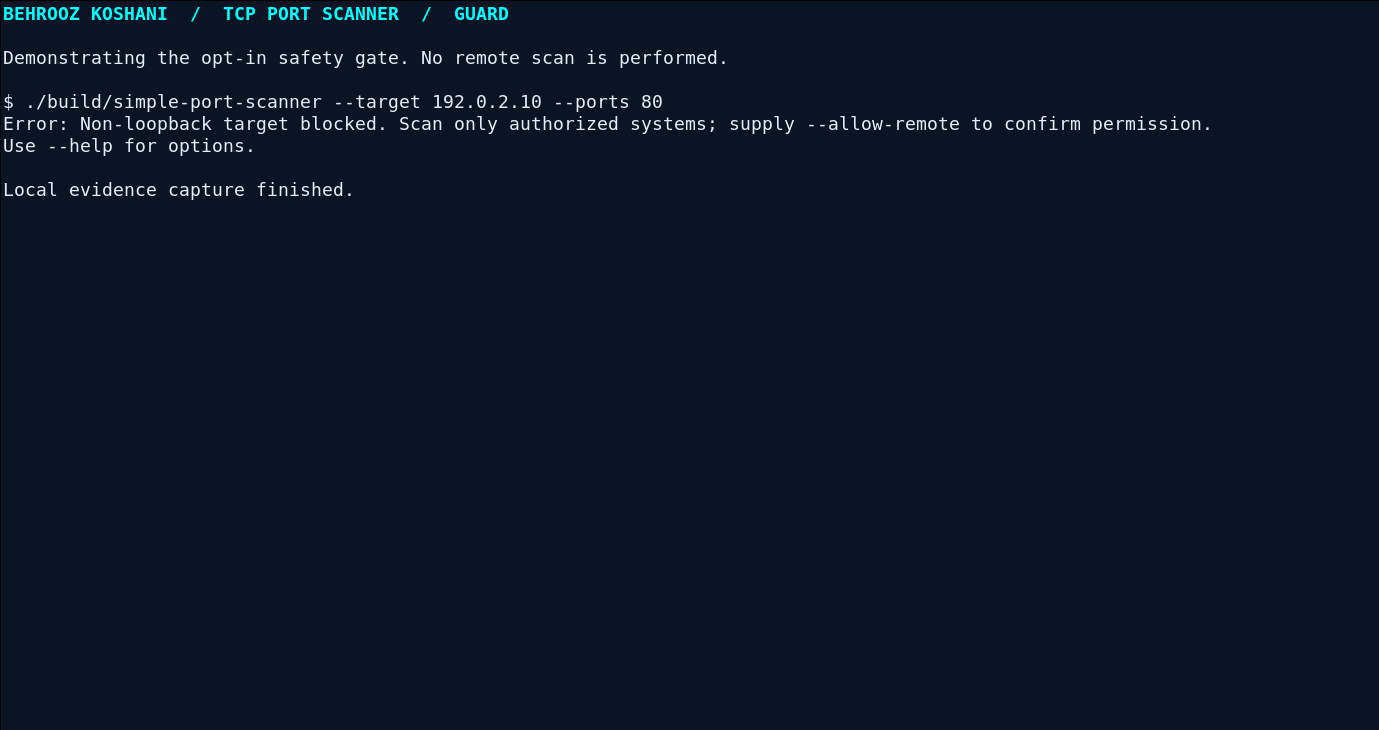 BEHROOZ KOSHANI  /  TCP PORT SCANNER  /  GUARD
Demonstrating the opt-in safety gate. No remote scan is performed.
$ ./build/simple-port-scanner --target 192.0.2.10 --ports 80
Error: Non-loopback target blocked. Scan only authorized systems; supply --allow-remote to confirm permission.
Use --help for options.
Local evidence capture finished.